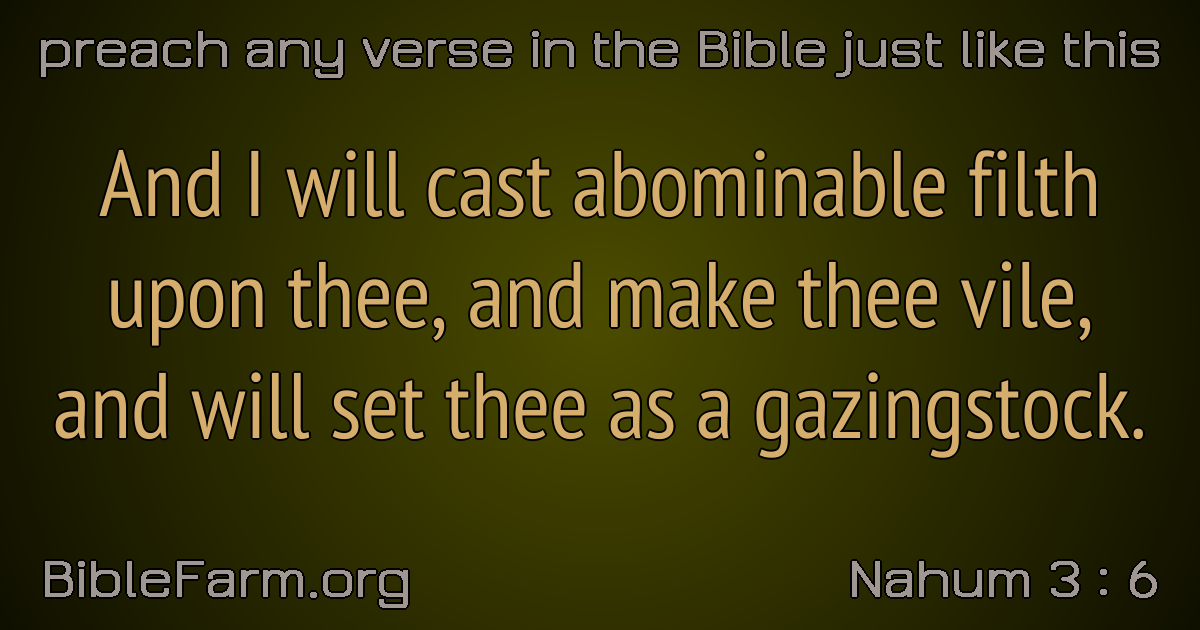 preach any verse in the Bible just like this
And I will cast abominable filth
upon thee, and make thee vile,
and will set thee as a gazingstock.
BibleFarm.org
Nahum 3 : 6